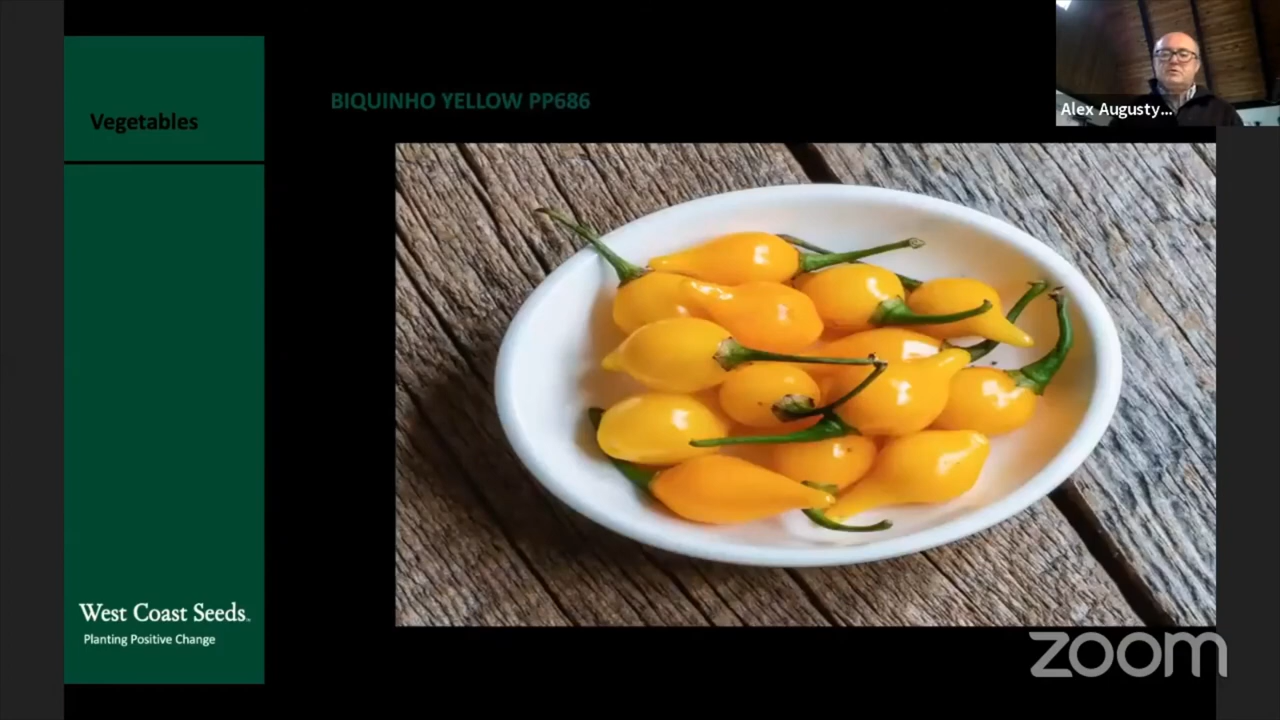 Vegetables
BIQUINHO YELLOW PP686
Alex Augusty...
West Coast Seeds
Planting Positive Change
zoom